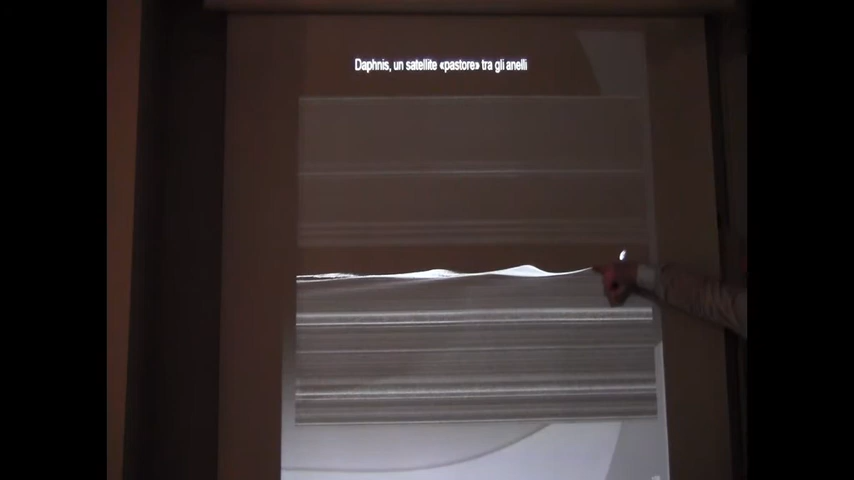 Daphnis, un satellite «pastore» tra gli anelli